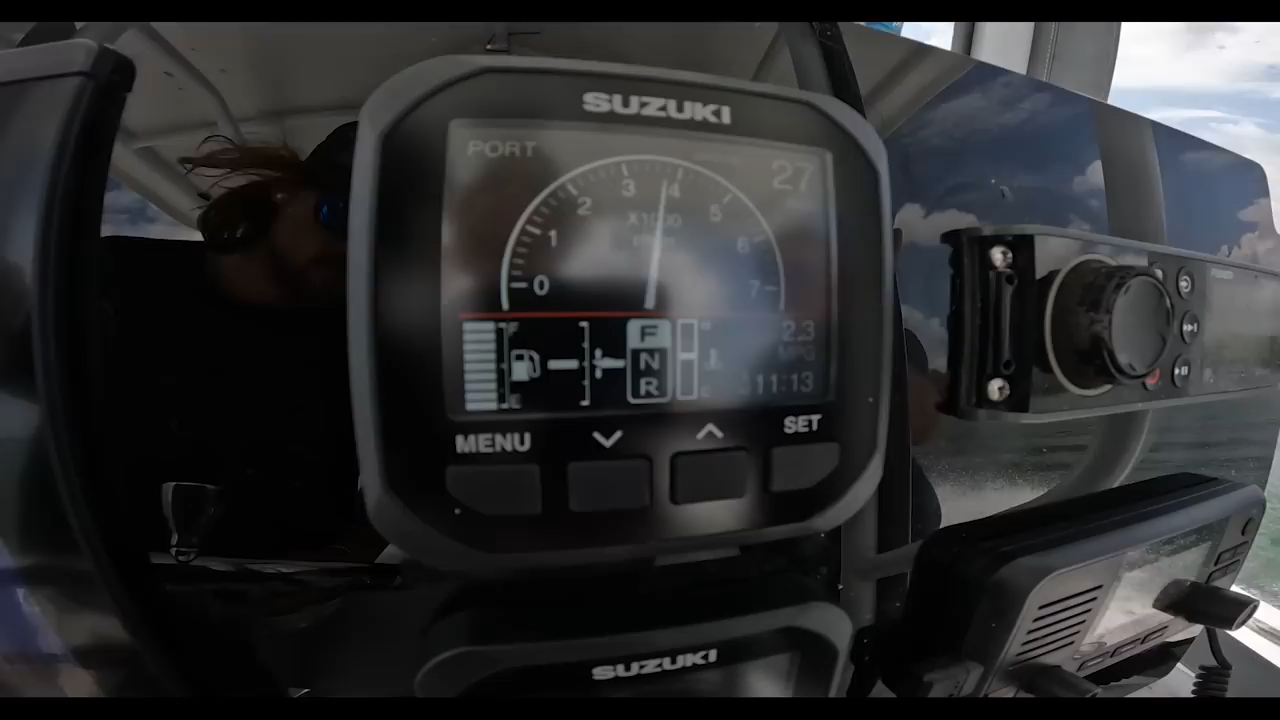 SUZUKI
PORT
27
0 1 2 3 4 5 6 7
X1000
F
E
F
N
R
2.3
MPG
11:13
MENU
SET
SUZUKI